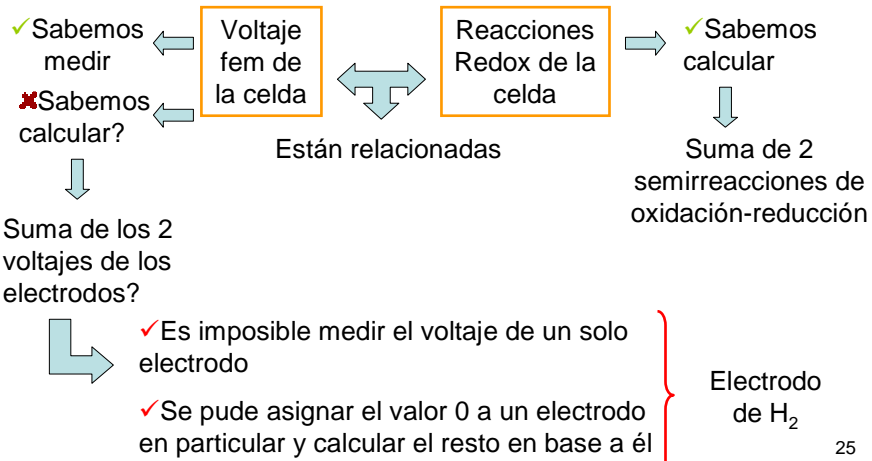 ✓Sabemos
medir
✘Sabemos
calcular?
Voltaje
fem de
la celda
Reacciones
Redox de la
celda
✓Sabemos
calcular
Están relacionadas
Suma de 2
semirreacciones de
oxidación-reducción
Suma de los 2
voltajes de los
electrodos?
✓Es imposible medir el voltaje de un solo
electrodo
✓Se pude asignar el valor 0 a un electrodo
en particular y calcular el resto en base a él
Electrodo
de H₂
25